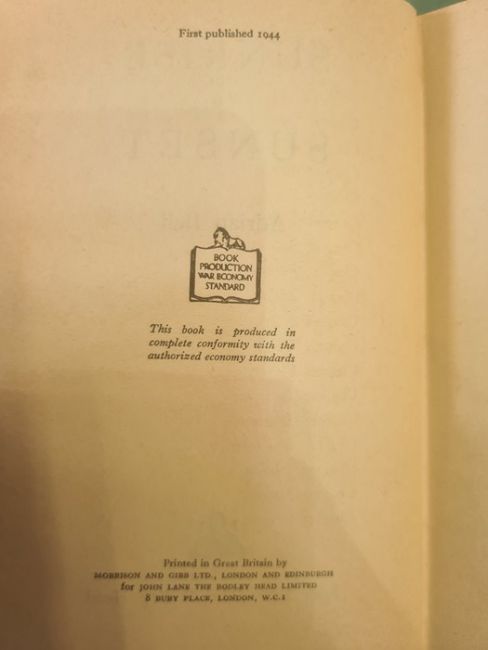 First published 1944
BOOK
PRODUCTION
WAR ECONOMY
STANDARD
This book is produced in
complete conformity with the
authorized economy standards
Printed in Great Britain by
MORRISON AND GIBB LTD., LONDON AND EDINBURGH
for JOHN LANE THE BODLEY HEAD LIMITED
8 BURY PLACE, LONDON, W.C.1